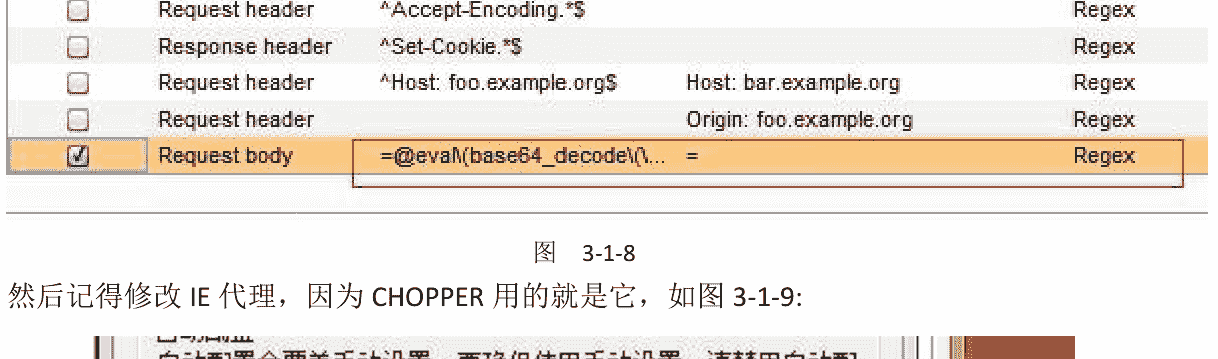 Request header ^Accept-Encoding.*$ Regex
Response header ^Set-Cookie.*$ Regex
Request header ^Host: foo.example.org$ Host: bar.example.org Regex
Request header Origin: foo.example.org Regex
Request body =@eval\(base64_decode\(\... = Regex
图 3-1-8
然后记得修改 IE 代理，因为 CHOPPER 用的就是它，如图 3-1-9: